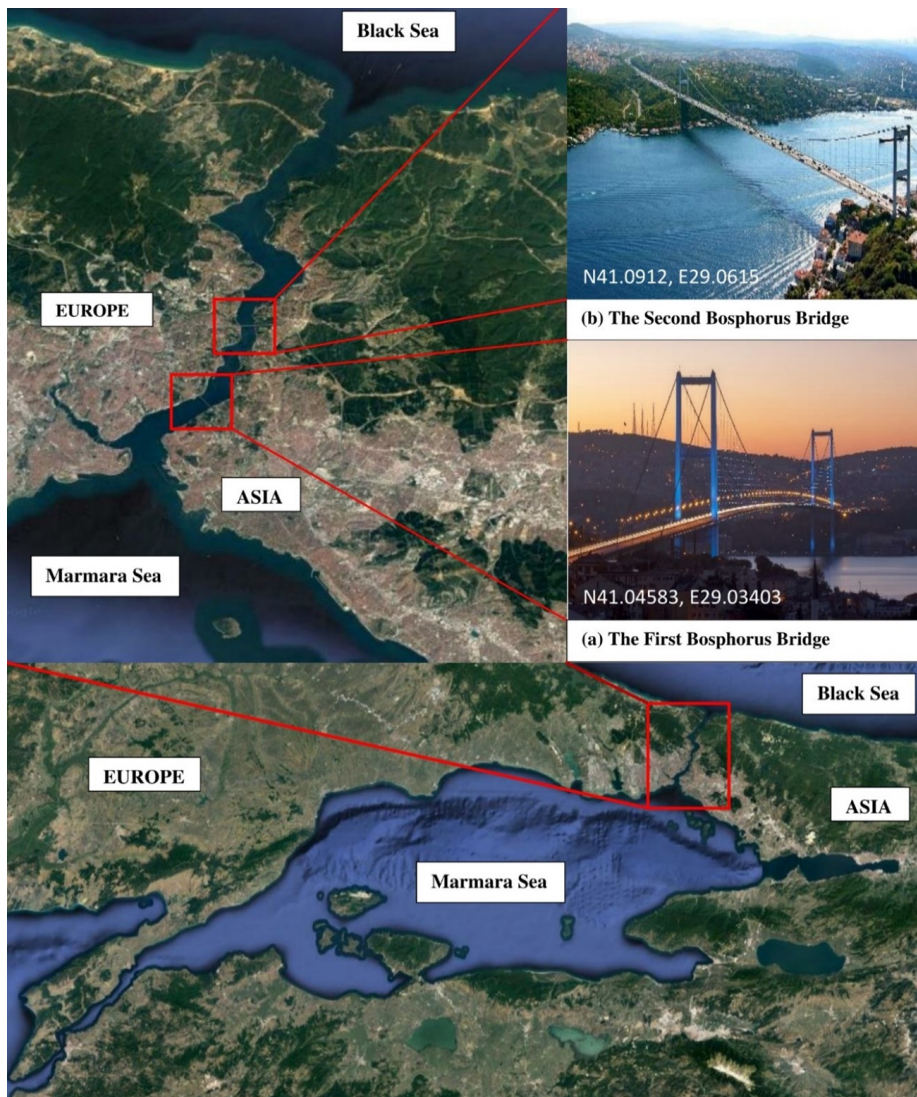 Black Sea
EUROPE
ASIA
Marmara Sea
N41.0912, E29.0615
(b) The Second Bosphorus Bridge
N41.04583, E29.03403
(a) The First Bosphorus Bridge
Black Sea
EUROPE
ASIA
Marmara Sea